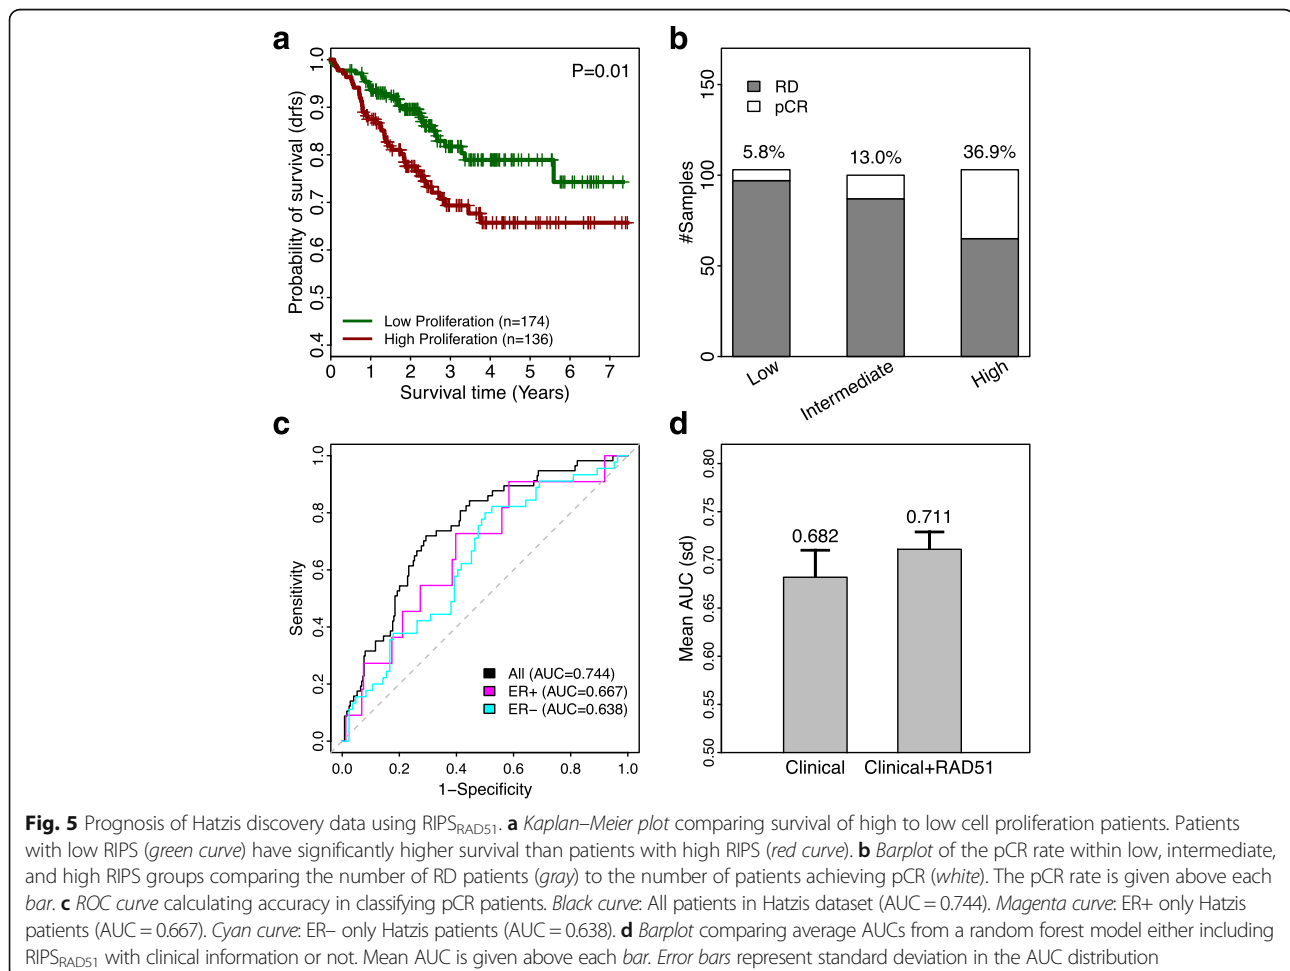 a
1.0
0.9
0.8
0.7
0.6
0.5
0.4
Probability of survival (drfs)
P=0.01
Low Proliferation (n=174)
High Proliferation (n=136)
0 1 2 3 4 5 6 7
Survival time (Years)
b
150
100
50
0
#Samples
RD
pCR
5.8% 13.0% 36.9%
Low Intermediate High
c
1.0
0.8
0.6
0.4
0.2
0.0
Sensitivity
All (AUC=0.744)
ER+ (AUC=0.667)
ER− (AUC=0.638)
0.0 0.2 0.4 0.6 0.8 1.0
1−Specificity
d
0.80
0.75
0.70
0.65
0.60
0.55
0.50
Mean AUC (sd)
0.682 0.711
Clinical Clinical+RAD51
Fig. 5 Prognosis of Hatzis discovery data using RIPSRAD51. a Kaplan–Meier plot comparing survival of high to low cell proliferation patients. Patients
with low RIPS (green curve) have significantly higher survival than patients with high RIPS (red curve). b Barplot of the pCR rate within low, intermediate,
and high RIPS groups comparing the number of RD patients (gray) to the number of patients achieving pCR (white). The pCR rate is given above each
bar. c ROC curve calculating accuracy in classifying pCR patients. Black curve: All patients in Hatzis dataset (AUC = 0.744). Magenta curve: ER+ only Hatzis
patients (AUC = 0.667). Cyan curve: ER– only Hatzis patients (AUC = 0.638). d Barplot comparing average AUCs from a random forest model either including
RIPSRAD51 with clinical information or not. Mean AUC is given above each bar. Error bars represent standard deviation in the AUC distribution